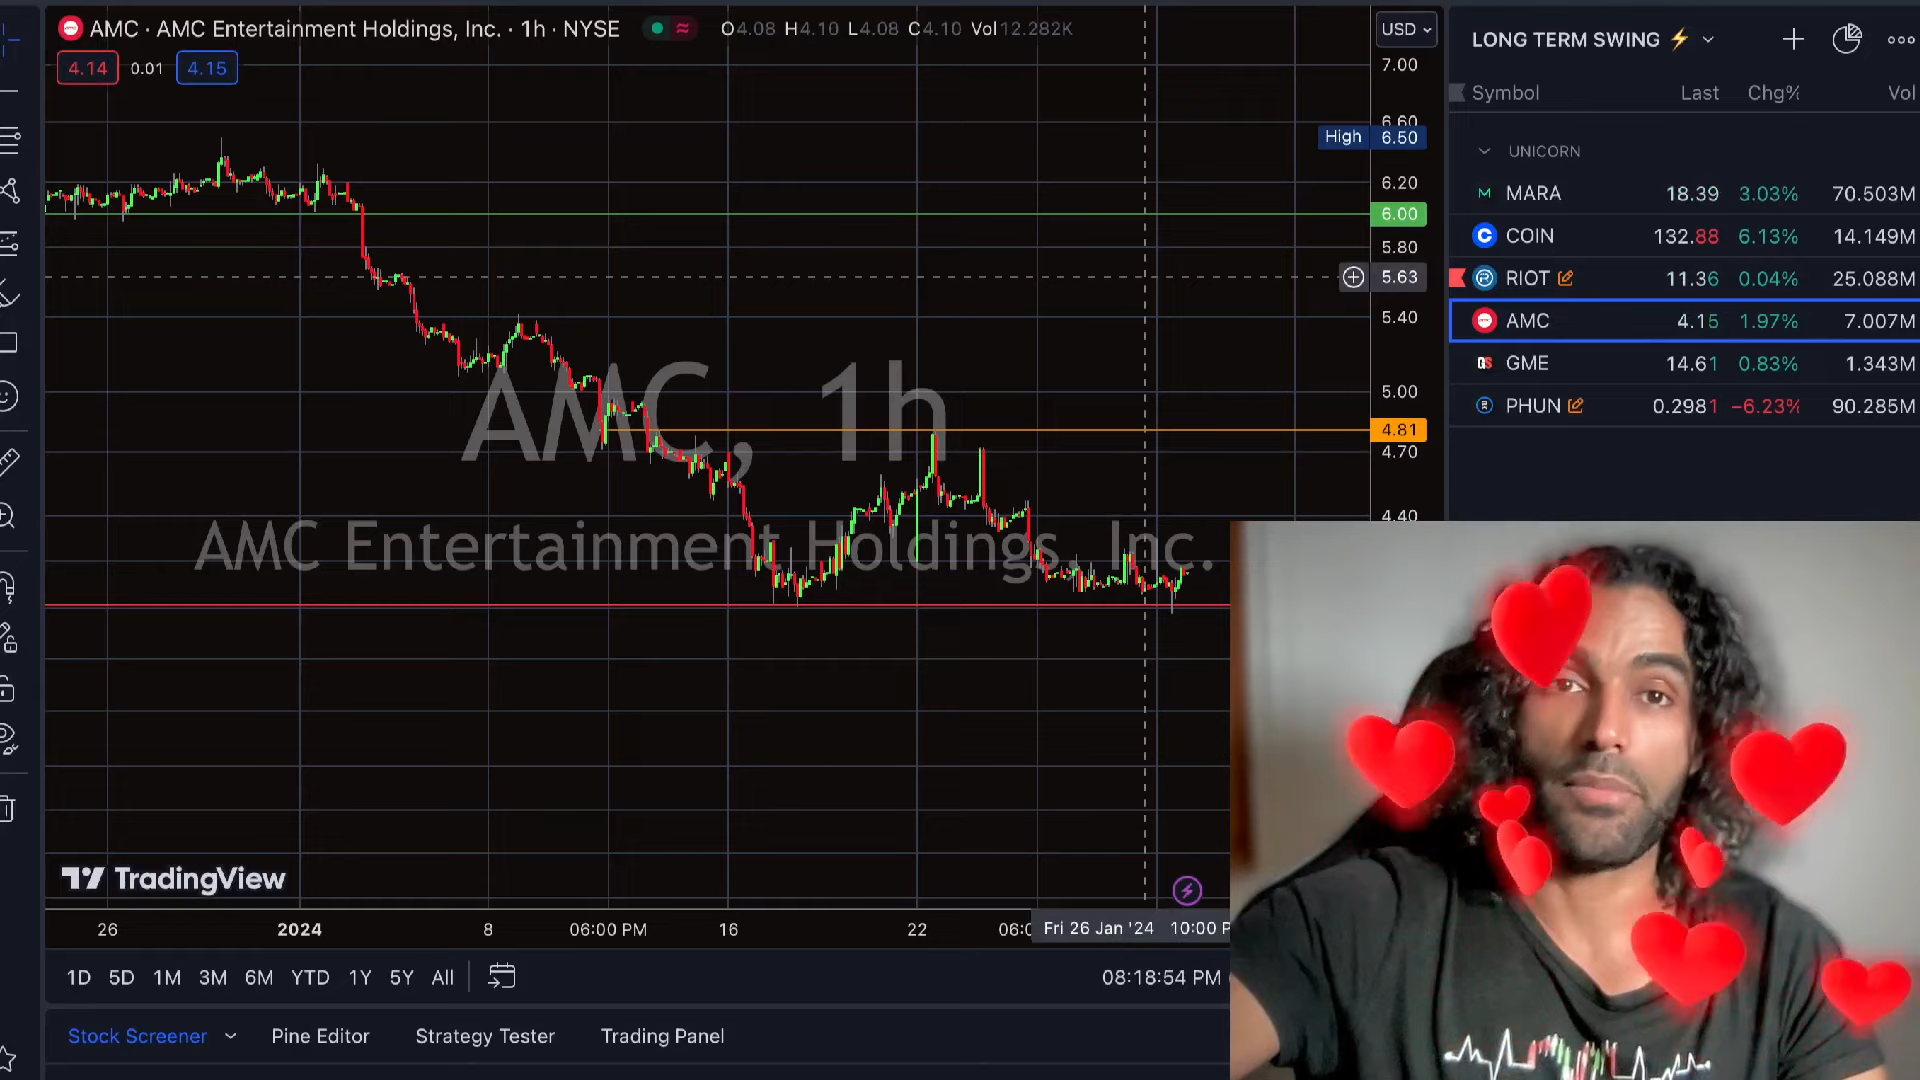 AMC · AMC Entertainment Holdings, Inc. · 1h · NYSE
O4.08 H4.10 L4.08 C4.10 Vol12.282K
4.14 0.01 4.15
USD
7.00
6.60
High 6.50
6.20
6.00
5.80
5.63
5.40
5.00
4.81
4.70
4.40
AMC, 1h
AMC Entertainment Holdings, Inc.
TradingView
26 2024 8 06:00 PM 16 22 06:0 Fri 26 Jan '24 10:00 P
1D 5D 1M 3M 6M YTD 1Y 5Y All
08:18:54 PM
Stock Screener Pine Editor Strategy Tester Trading Panel
LONG TERM SWING
Symbol Last Chg% Vol
UNICORN
MARA 18.39 3.03% 70.503M
COIN 132.88 6.13% 14.149M
RIOT 11.36 0.04% 25.088M
AMC 4.15 1.97% 7.007M
GME 14.61 0.83% 1.343M
PHUN 0.2981 −6.23% 90.285M